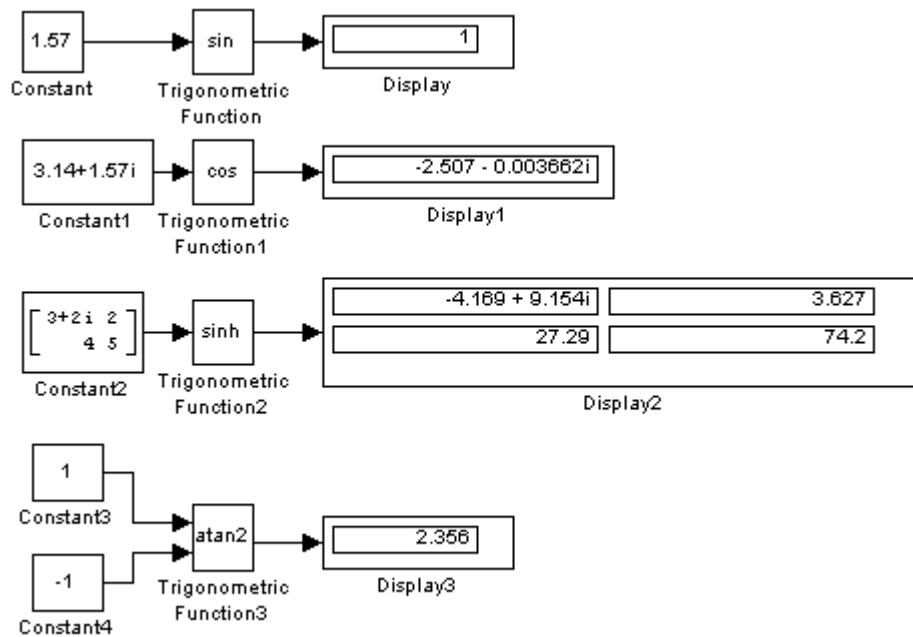 1.57
sin
1
Constant
Trigonometric
Function
Display
3.14+1.57i
cos
-2.507 - 0.003662i
Constant1
Trigonometric
Function1
Display1
3+2i 2
4 5
sinh
-4.169 + 9.154i
3.627
27.29
74.2
Constant2
Trigonometric
Function2
Display2
1
Constant3
atan2
2.356
-1
Constant4
Trigonometric
Function3
Display3